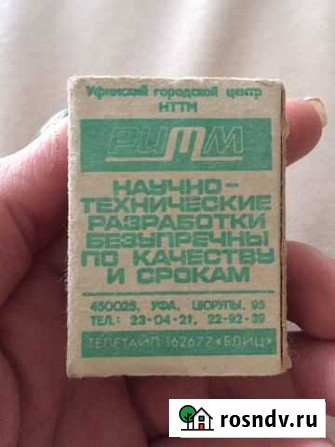 Уфимский городской центр
НТТМ
РИТМ
НАУЧНО-
ТЕХНИЧЕСКИЕ
РАЗРАБОТКИ
БЕЗУПРЕЧНЫ
ПО КАЧЕСТВУ
И СРОКАМ
450025, УФА, ЦЮРУПЫ, 95
ТЕЛ: 23-04-21, 22-92-39
ТЕЛЕТАЙП 162677 «БЛИЦ»
rosndv.ru